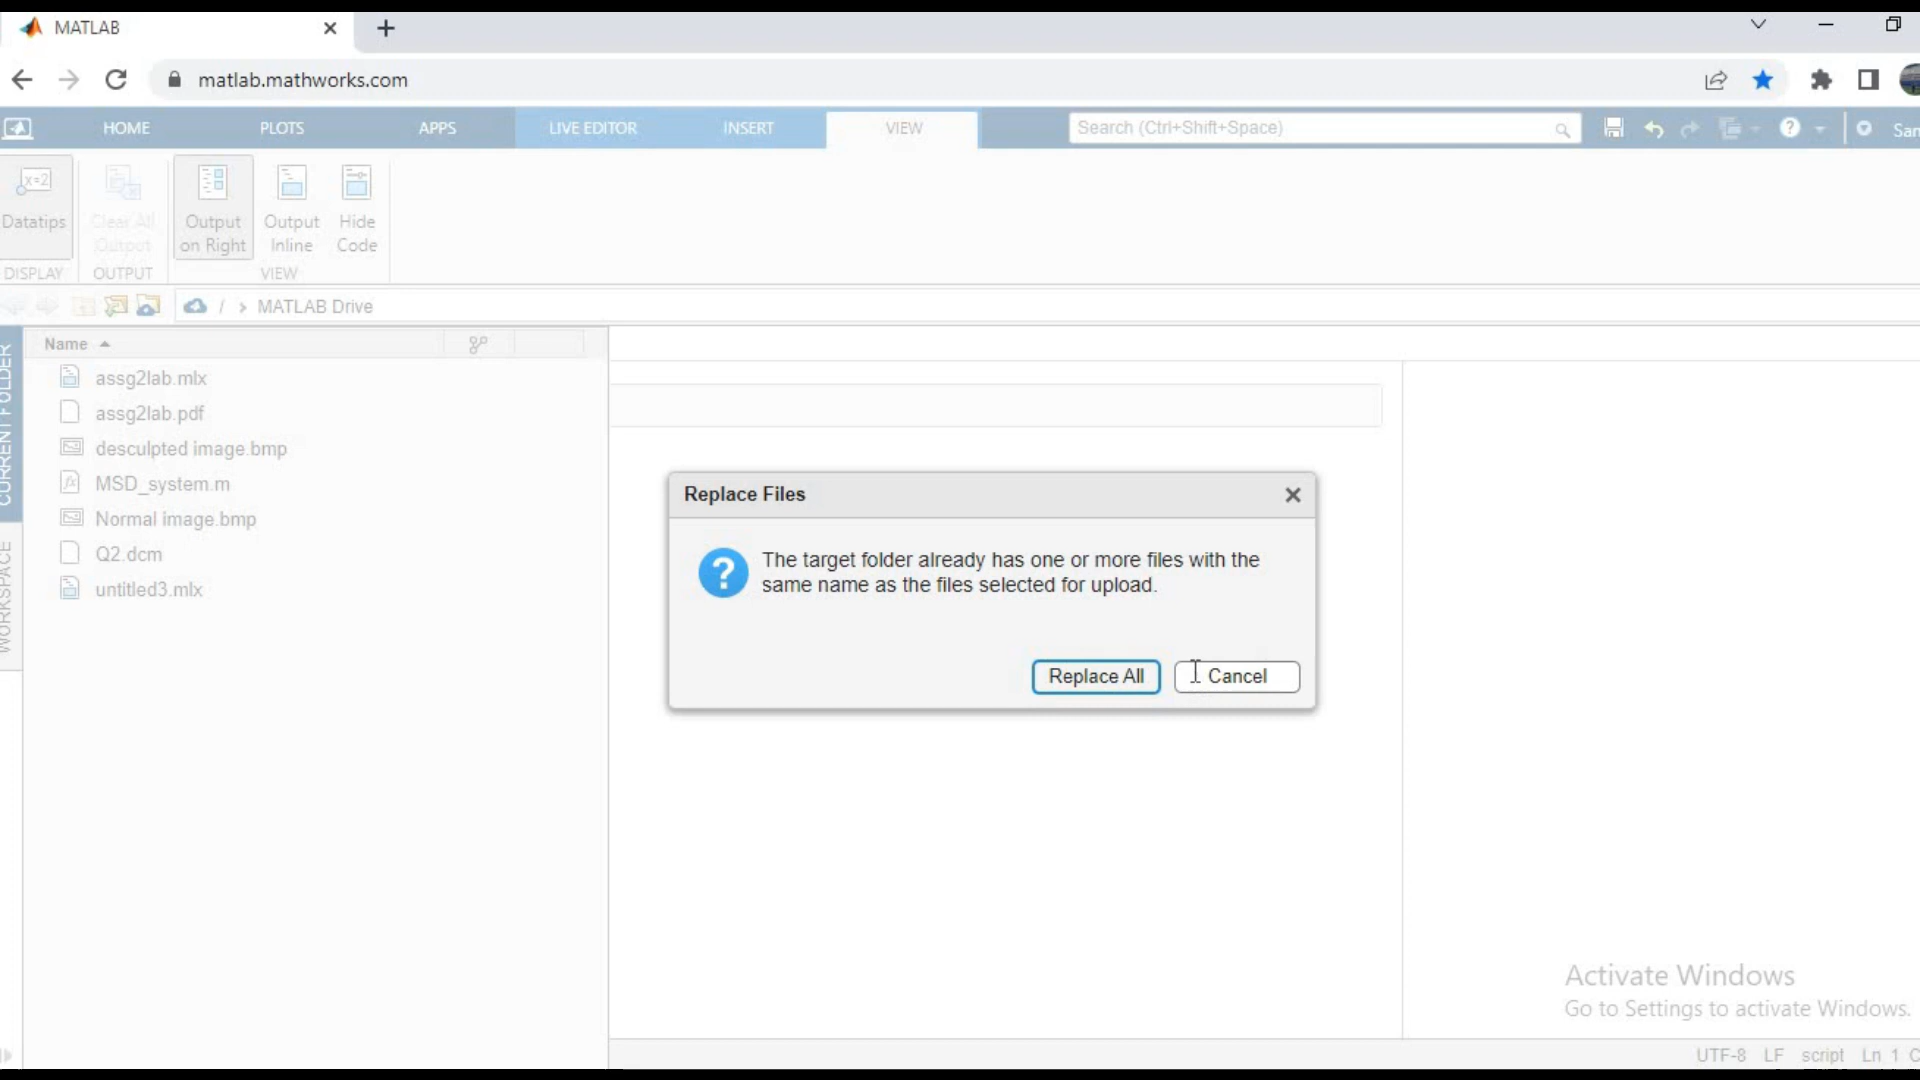 MATLAB
matlab.mathworks.com
HOME PLOTS APPS LIVE EDITOR INSERT VIEW Search (Ctrl+Shift+Space) San
x=2
Datatips
Clear All
Output
Output
on Right
Output
Inline
Hide
Code
DISPLAY OUTPUT VIEW
/ > MATLAB Drive
CURRENT FOLDER
WORKSPACE
Name
assg2lab.mlx
assg2lab.pdf
desculpted image.bmp
MSD_system.m
Normal image.bmp
Q2.dcm
untitled3.mlx
Replace Files
The target folder already has one or more files with the
same name as the files selected for upload.
Replace All Cancel
Activate Windows
Go to Settings to activate Windows.
UTF-8 LF script Ln 1 C